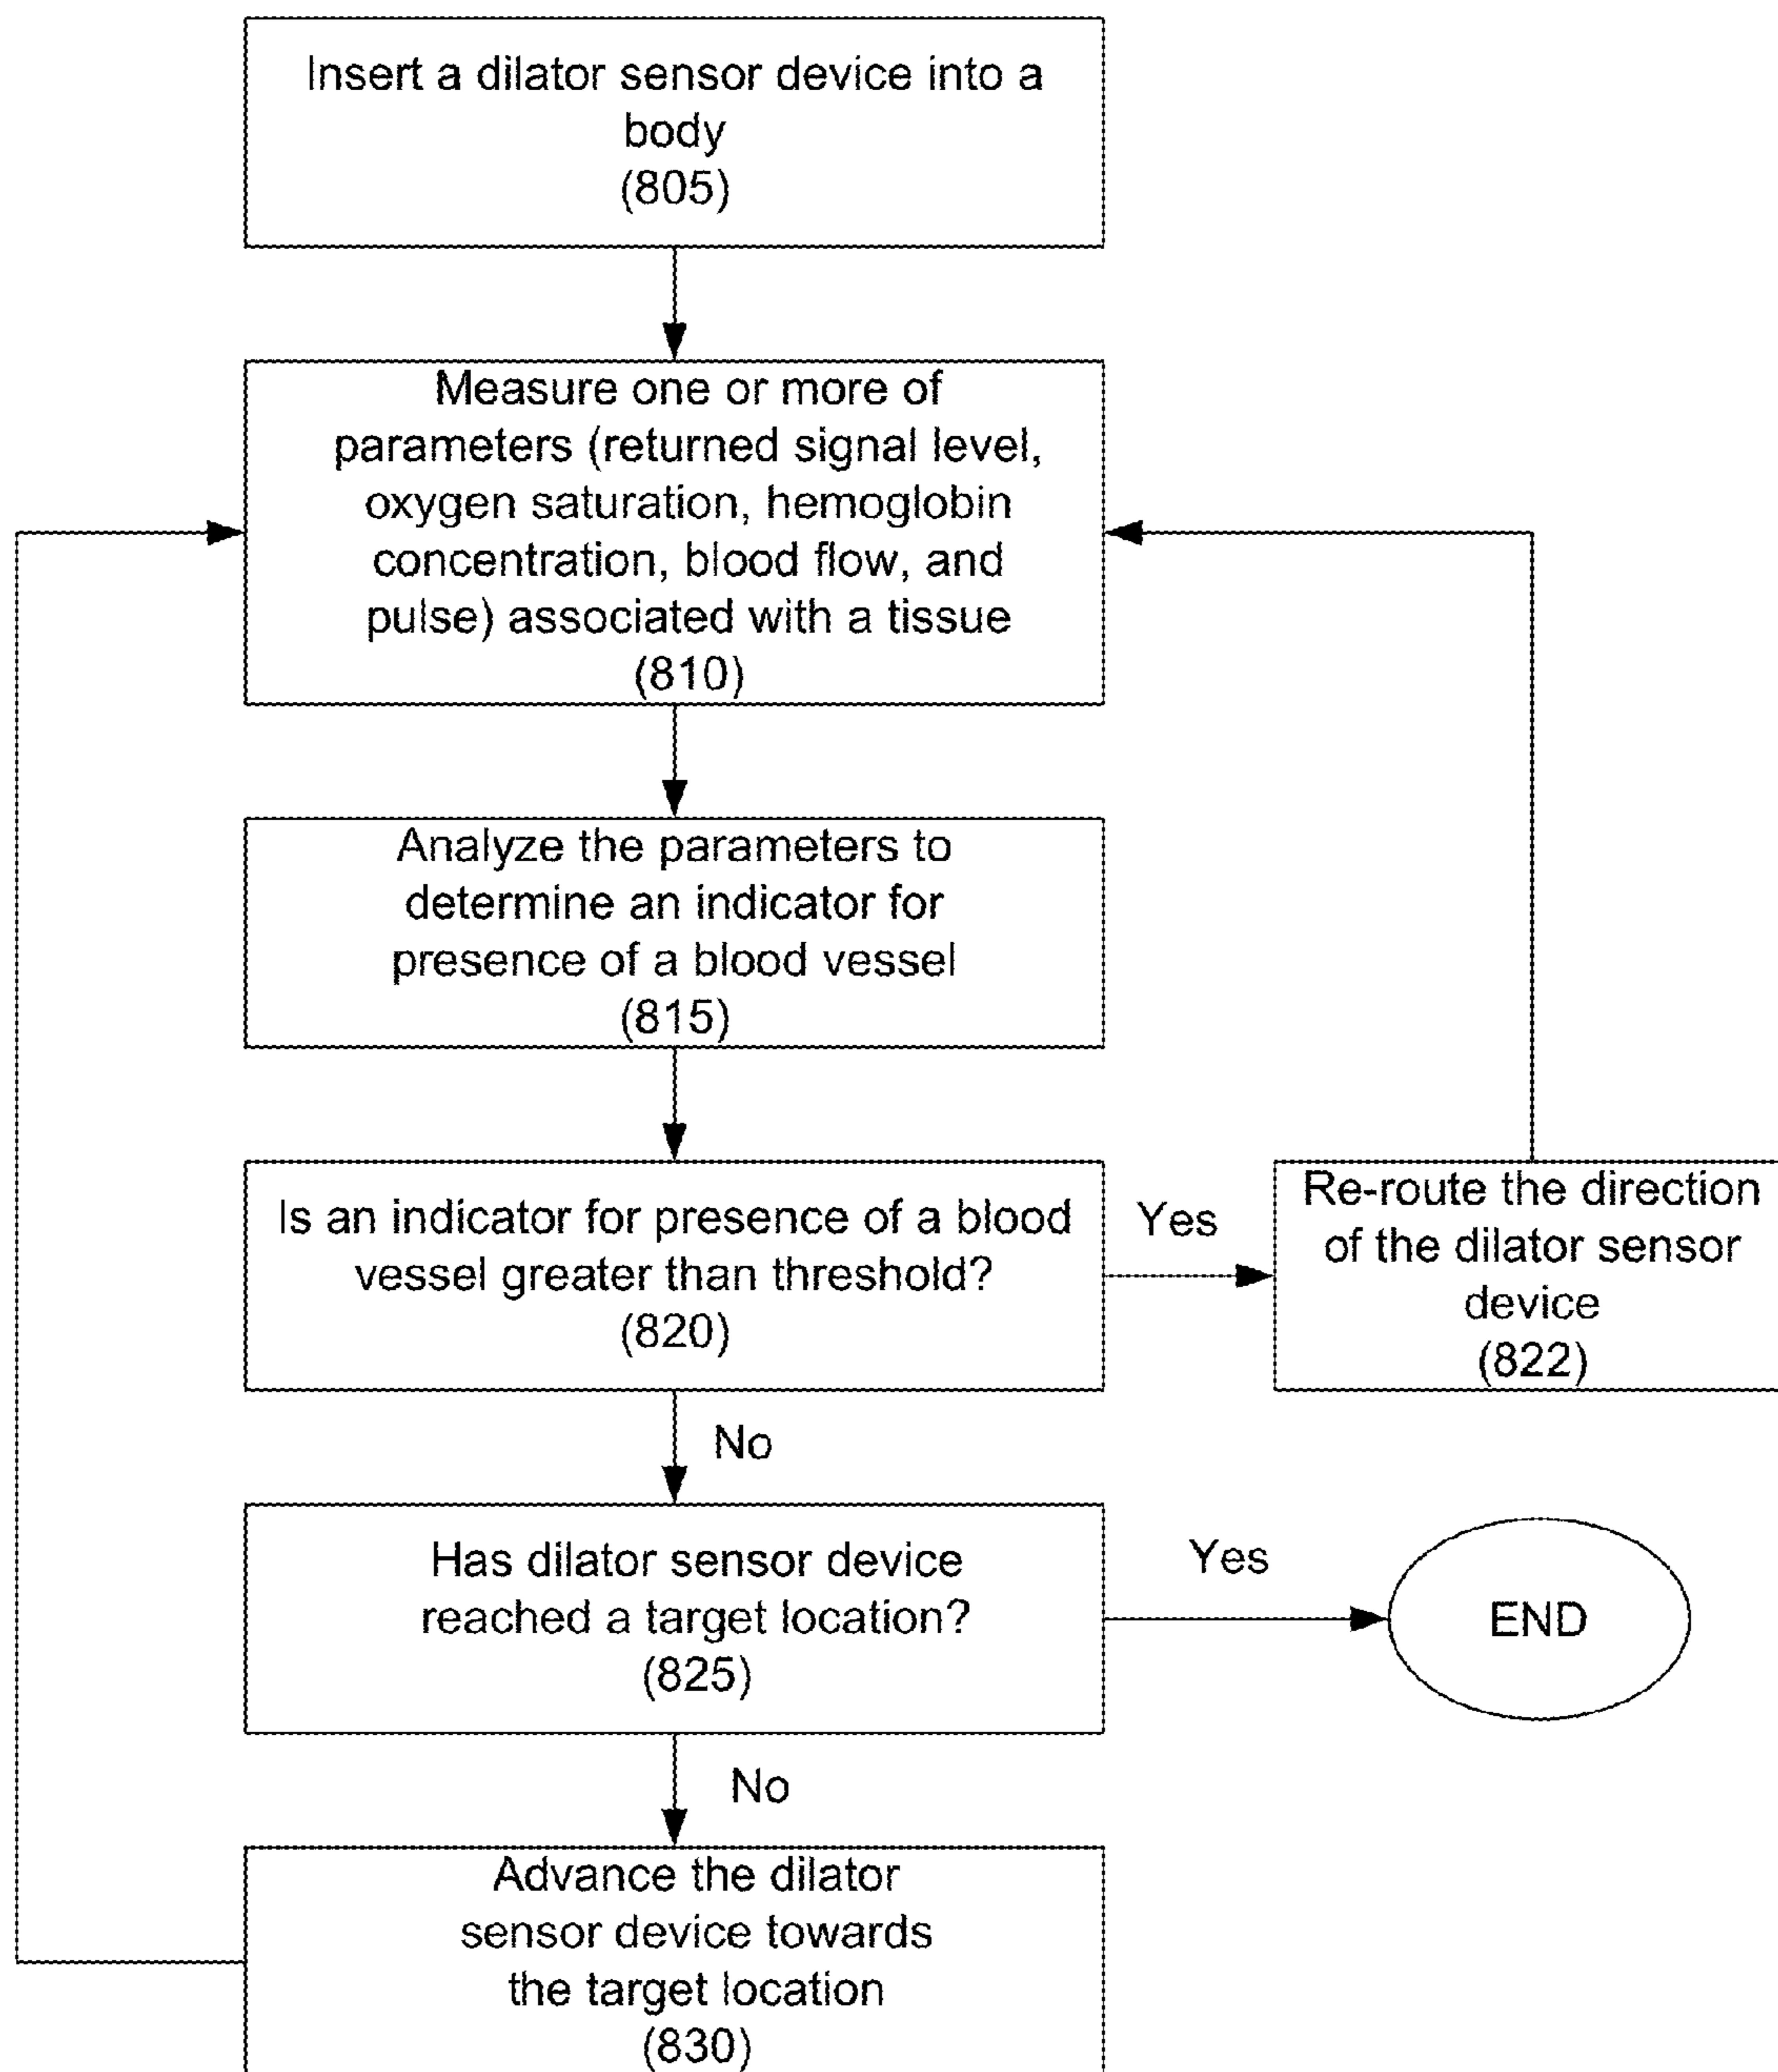 Insert a dilator sensor device into a
body
(805)
Measure one or more of
parameters (returned signal level,
oxygen saturation, hemoglobin
concentration, blood flow, and
pulse) associated with a tissue
(810)
Analyze the parameters to
determine an indicator for
presence of a blood vessel
(815)
Is an indicator for presence of a blood
vessel greater than threshold?
(820)
Yes
Re-route the direction
of the dilator sensor
device
(822)
No
Has dilator sensor device
reached a target location?
(825)
Yes
END
No
Advance the dilator
sensor device towards
the target location
(830)